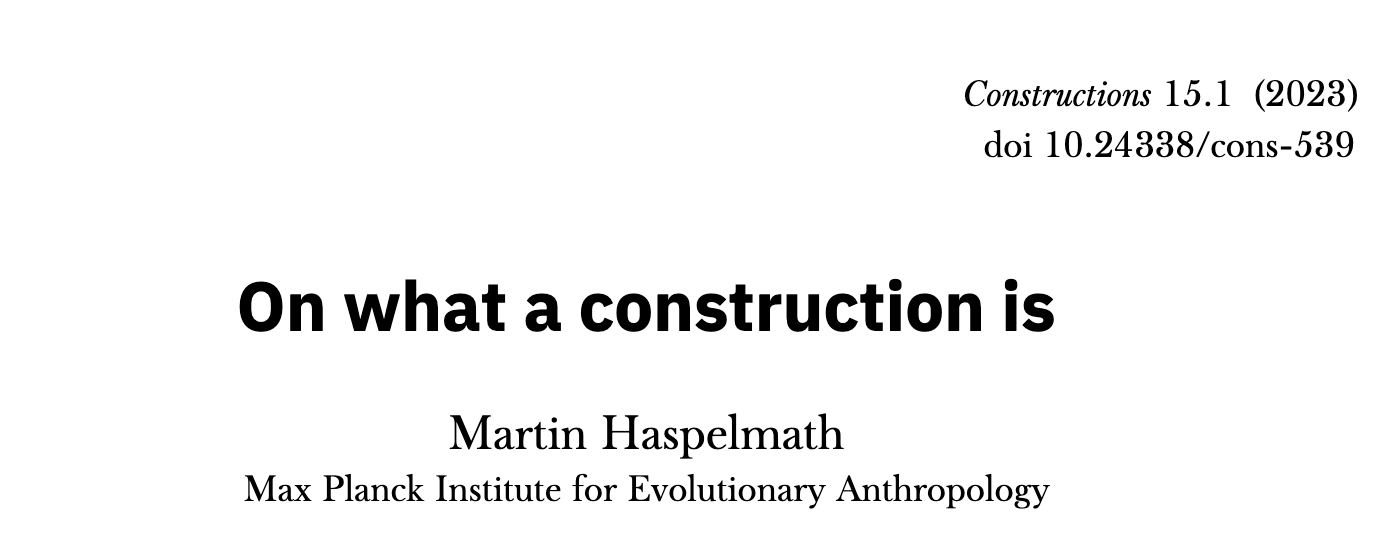 Constructions 15.1 (2023)
doi 10.24338/cons-539
On what a construction is
Martin Haspelmath
Max Planck Institute for Evolutionary Anthropology